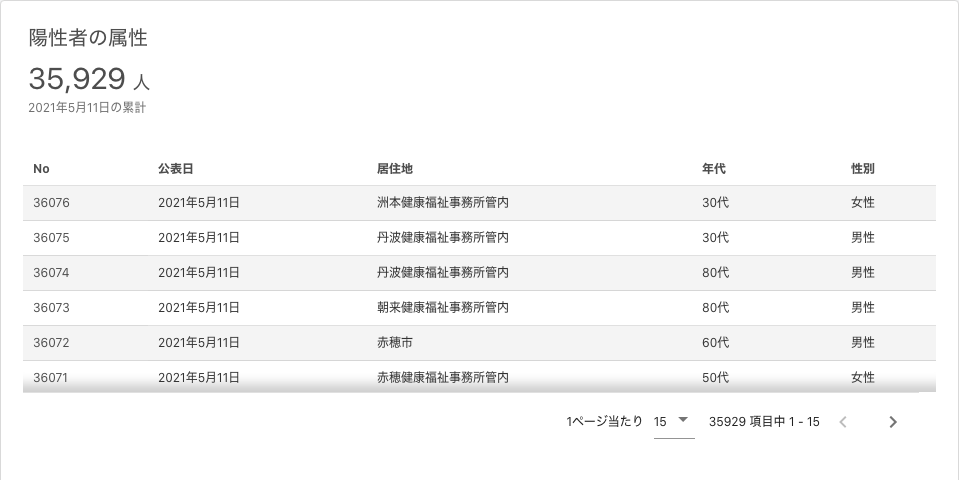 陽性者の属性
35,929 人
2021年5月11日の累計
No 公表日 居住地 年代 性別
36076 2021年5月11日 洲本健康福祉事務所管内 30代 女性
36075 2021年5月11日 丹波健康福祉事務所管内 30代 男性
36074 2021年5月11日 丹波健康福祉事務所管内 80代 男性
36073 2021年5月11日 朝来健康福祉事務所管内 80代 男性
36072 2021年5月11日 赤穂市 60代 男性
36071 2021年5月11日 赤穂健康福祉事務所管内 50代 女性
1ページ当たり 15 35929 項目中 1 - 15